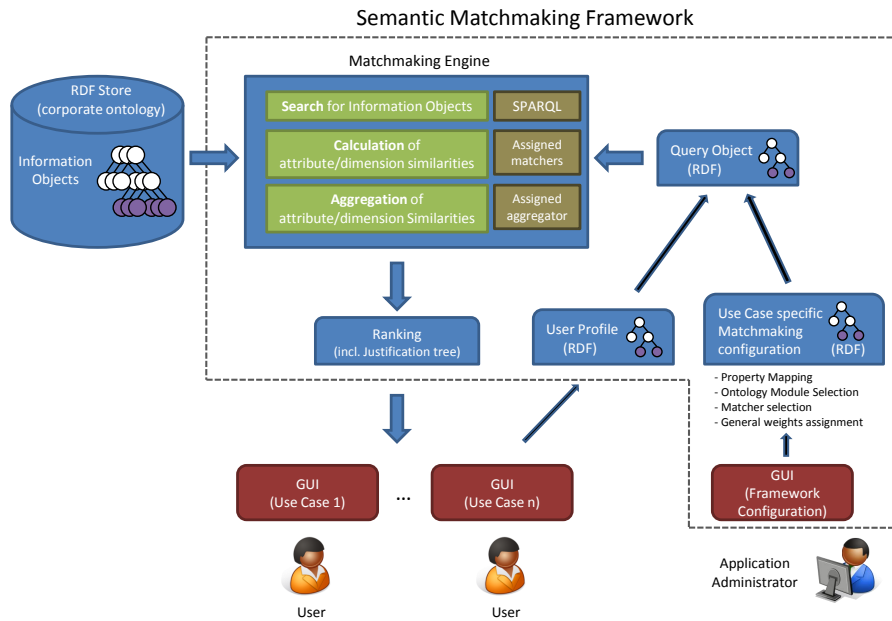 Semantic Matchmaking Framework
Matchmaking Engine
RDF Store
(corporate ontology)
Information
Objects
Search for Information Objects
SPARQL
Calculation of
attribute/dimension similarities
Assigned
matchers
Aggregation of
attribute/dimension Similarities
Assigned
aggregator
Query Object
(RDF)
Ranking
(incl. Justification tree)
User Profile
(RDF)
Use Case specific
Matchmaking
configuration
(RDF)
- Property Mapping
- Ontology Module Selection
- Matcher selection
- General weights assignment
GUI
(Use Case 1)
...
GUI
(Use Case n)
GUI
(Framework
Configuration)
User
User
Application
Administrator